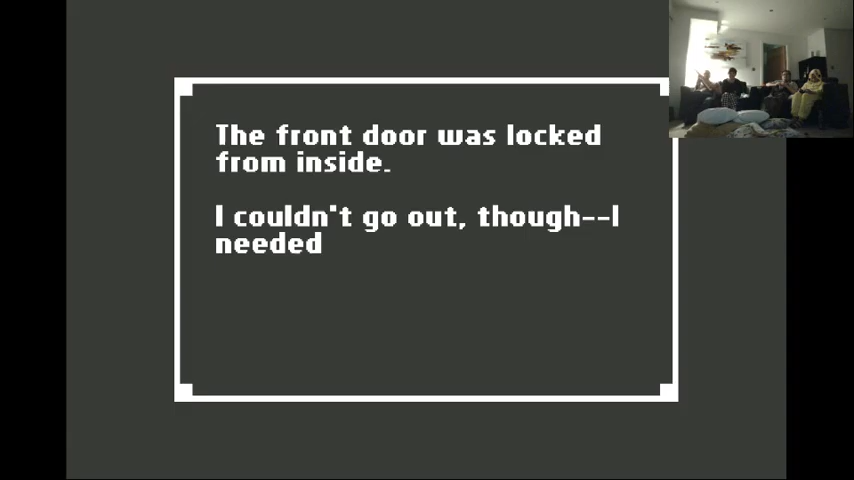 The front door was locked
from inside.
I couldn't go out, though--I
needed